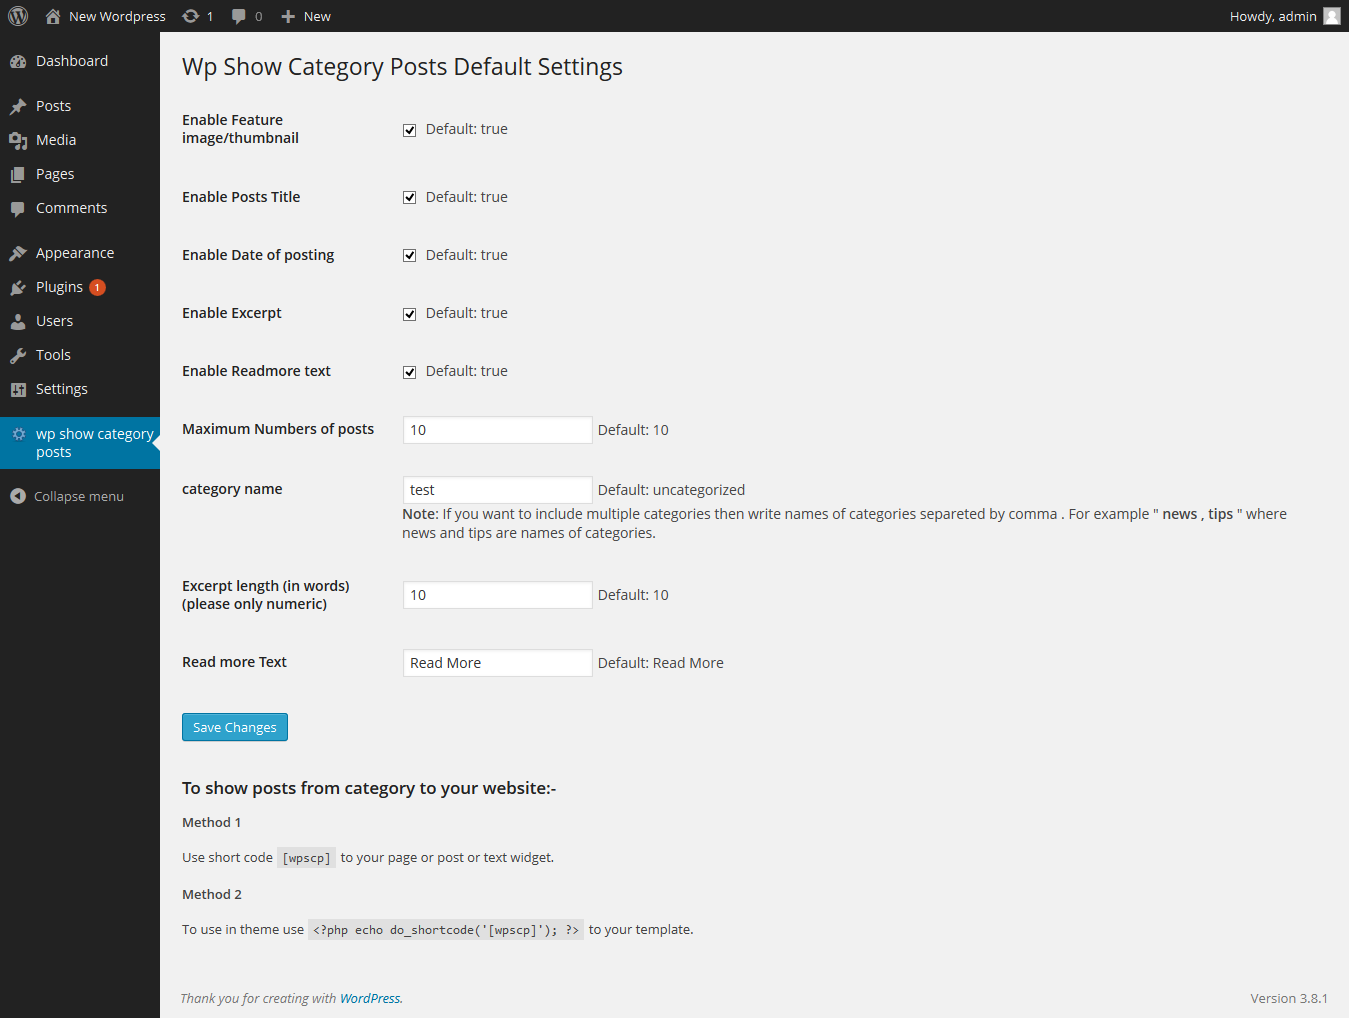 New Wordpress 1 0 New Howdy, admin
Dashboard
Posts
Media
Pages
Comments
Appearance
Plugins 1
Users
Tools
Settings
wp show category
posts
Collapse menu
Wp Show Category Posts Default Settings
Enable Feature
image/thumbnail Default: true
Enable Posts Title Default: true
Enable Date of posting Default: true
Enable Excerpt Default: true
Enable Readmore text Default: true
Maximum Numbers of posts 10 Default: 10
category name test Default: uncategorized
Note: If you want to include multiple categories then write names of categories separeted by comma . For example " news , tips " where
news and tips are names of categories.
Excerpt length (in words)
(please only numeric) 10 Default: 10
Read more Text Read More Default: Read More
Save Changes
To show posts from category to your website:-
Method 1
Use short code [wpscp] to your page or post or text widget.
Method 2
To use in theme use <?php echo do_shortcode('[wpscp]'); ?> to your template.
Thank you for creating with WordPress. Version 3.8.1